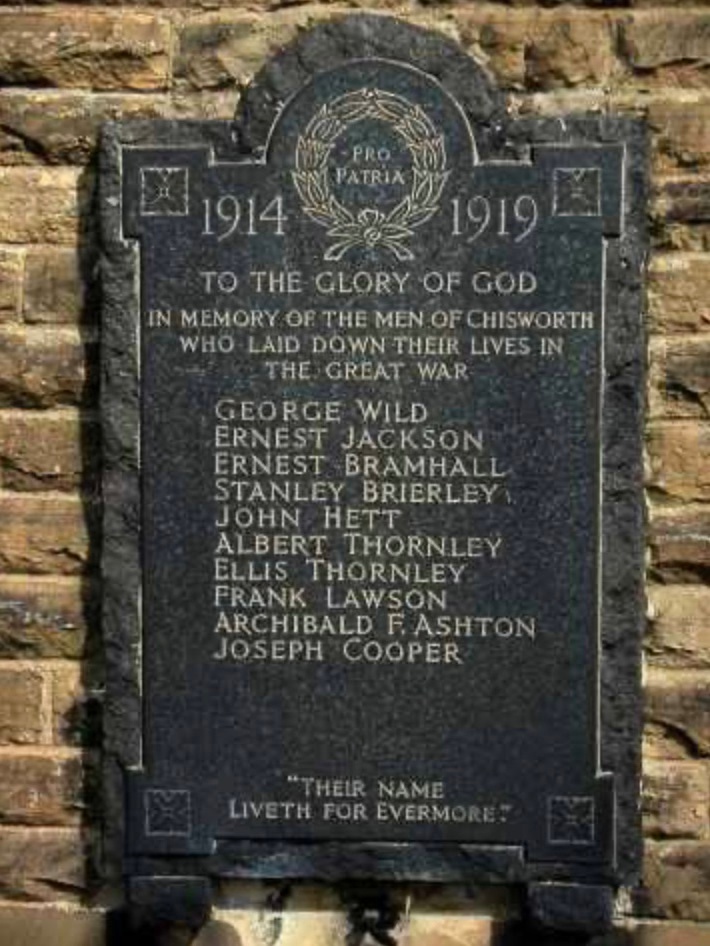 PRO
PATRIA
1914 1919
TO THE GLORY OF GOD
IN MEMORY OF THE MEN OF CHISWORTH
WHO LAID DOWN THEIR LIVES IN
THE GREAT WAR
GEORGE WILD
ERNEST JACKSON
ERNEST BRAMHALL
STANLEY BRIERLEY
JOHN HETT
ALBERT THORNLEY
ELLIS THORNLEY
FRANK LAWSON
ARCHIBALD F. ASHTON
JOSEPH COOPER
"THEIR NAME
LIVETH FOR EVERMORE."